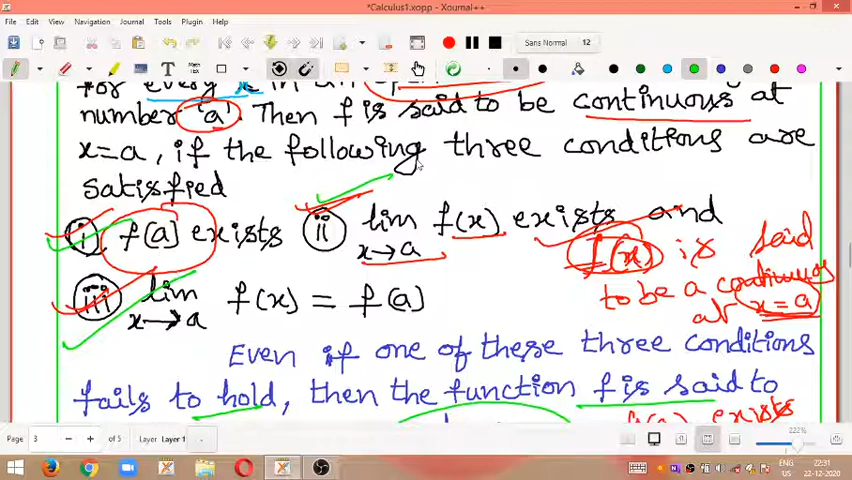 *Calculus1.xopp - Xournal++
File Edit View Navigation Journal Tools Plugin Help
Sans Normal 12
for every x in an
number 'a'. Then f is said to be continuous at
x=a, if the following three conditions are
satisfied
(i) f(a) exists (ii) lim x→a f(x) exists and
f(x) is said
to be a continuous
at x = a
(iii) lim x→a f(x) = f(a)
Even if one of these three conditions
fails to hold, then the function f is said to
f(a) exists
Page 3 of 5 Layer Layer 1 222%
ENG 22:31
US 22-12-2020